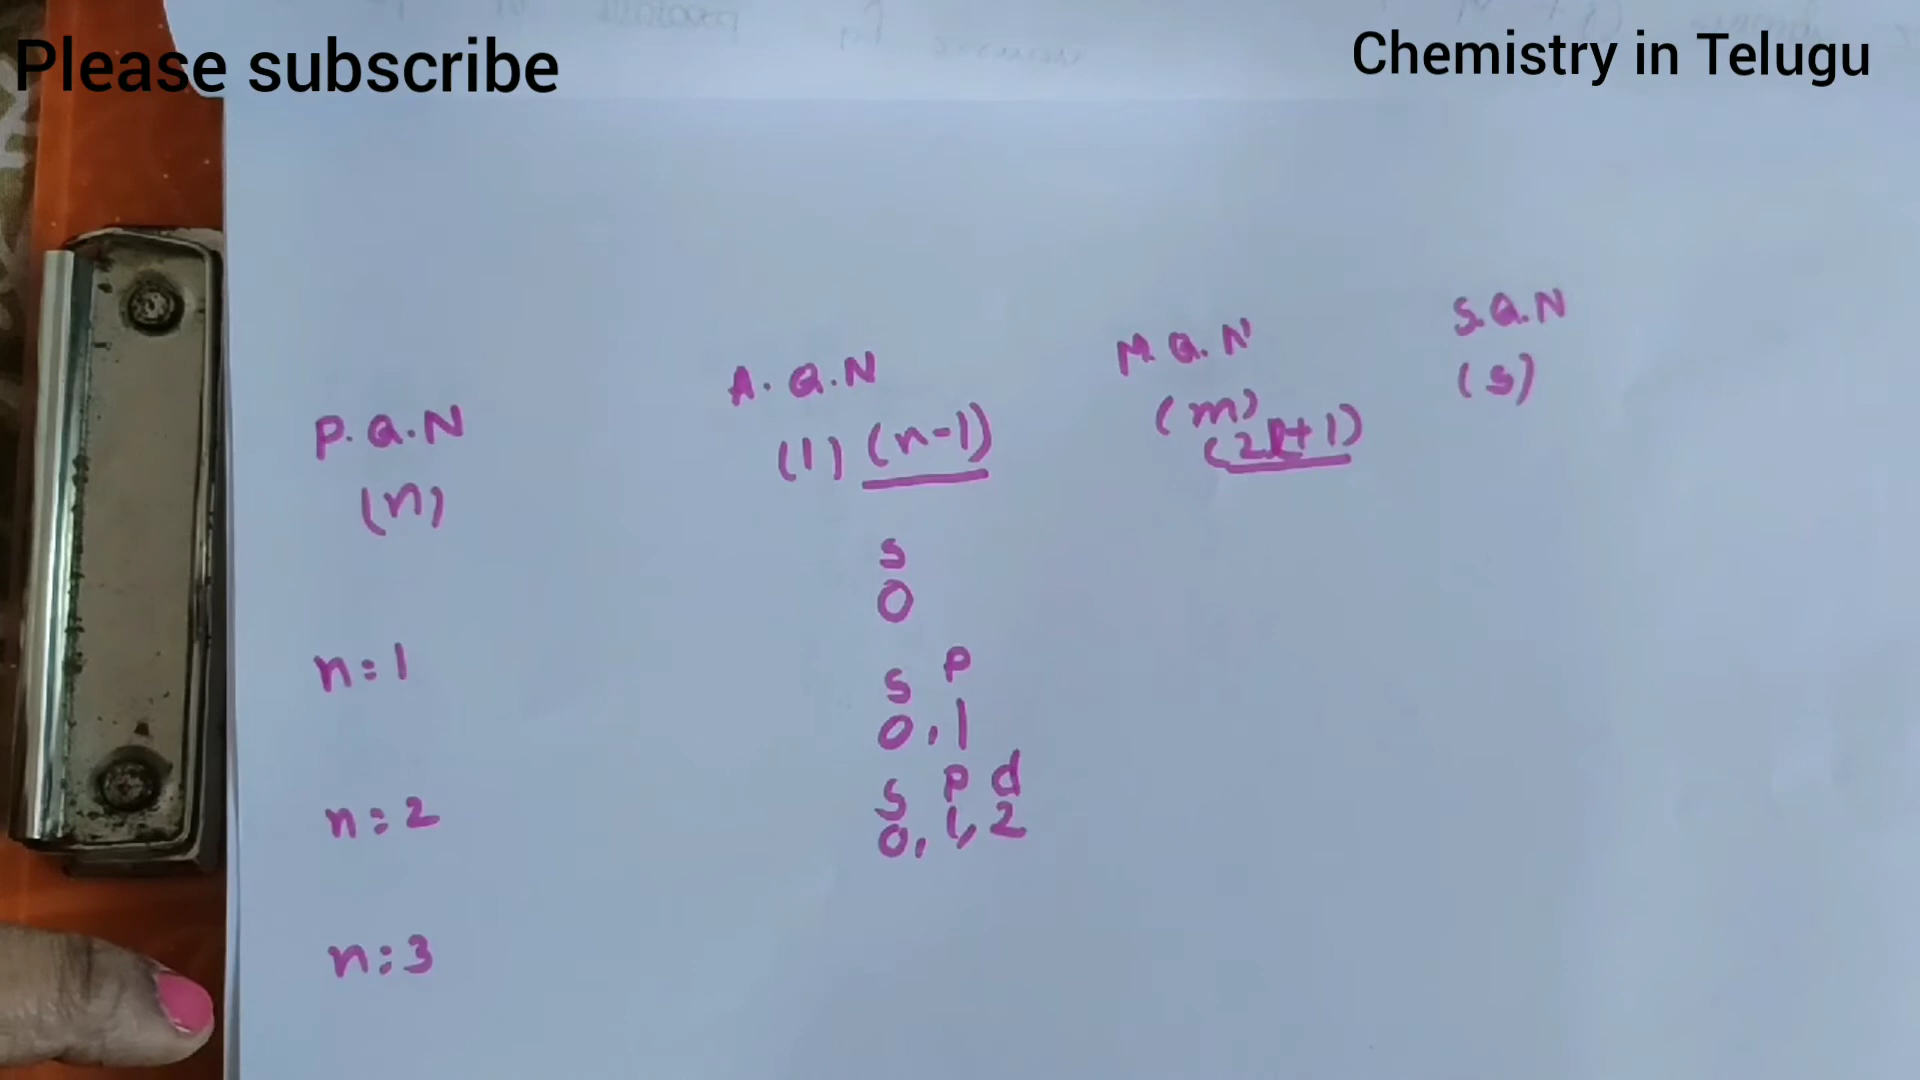 Please subscribe
Chemistry in Telugu
P.Q.N
(n)
n=1
n=2
n=3
A.Q.N
(l) (n-1)
s
0
s p
0, 1
s p d
0, 1, 2
M.Q.N
(m)
(2l+1)
S.Q.N
(s)